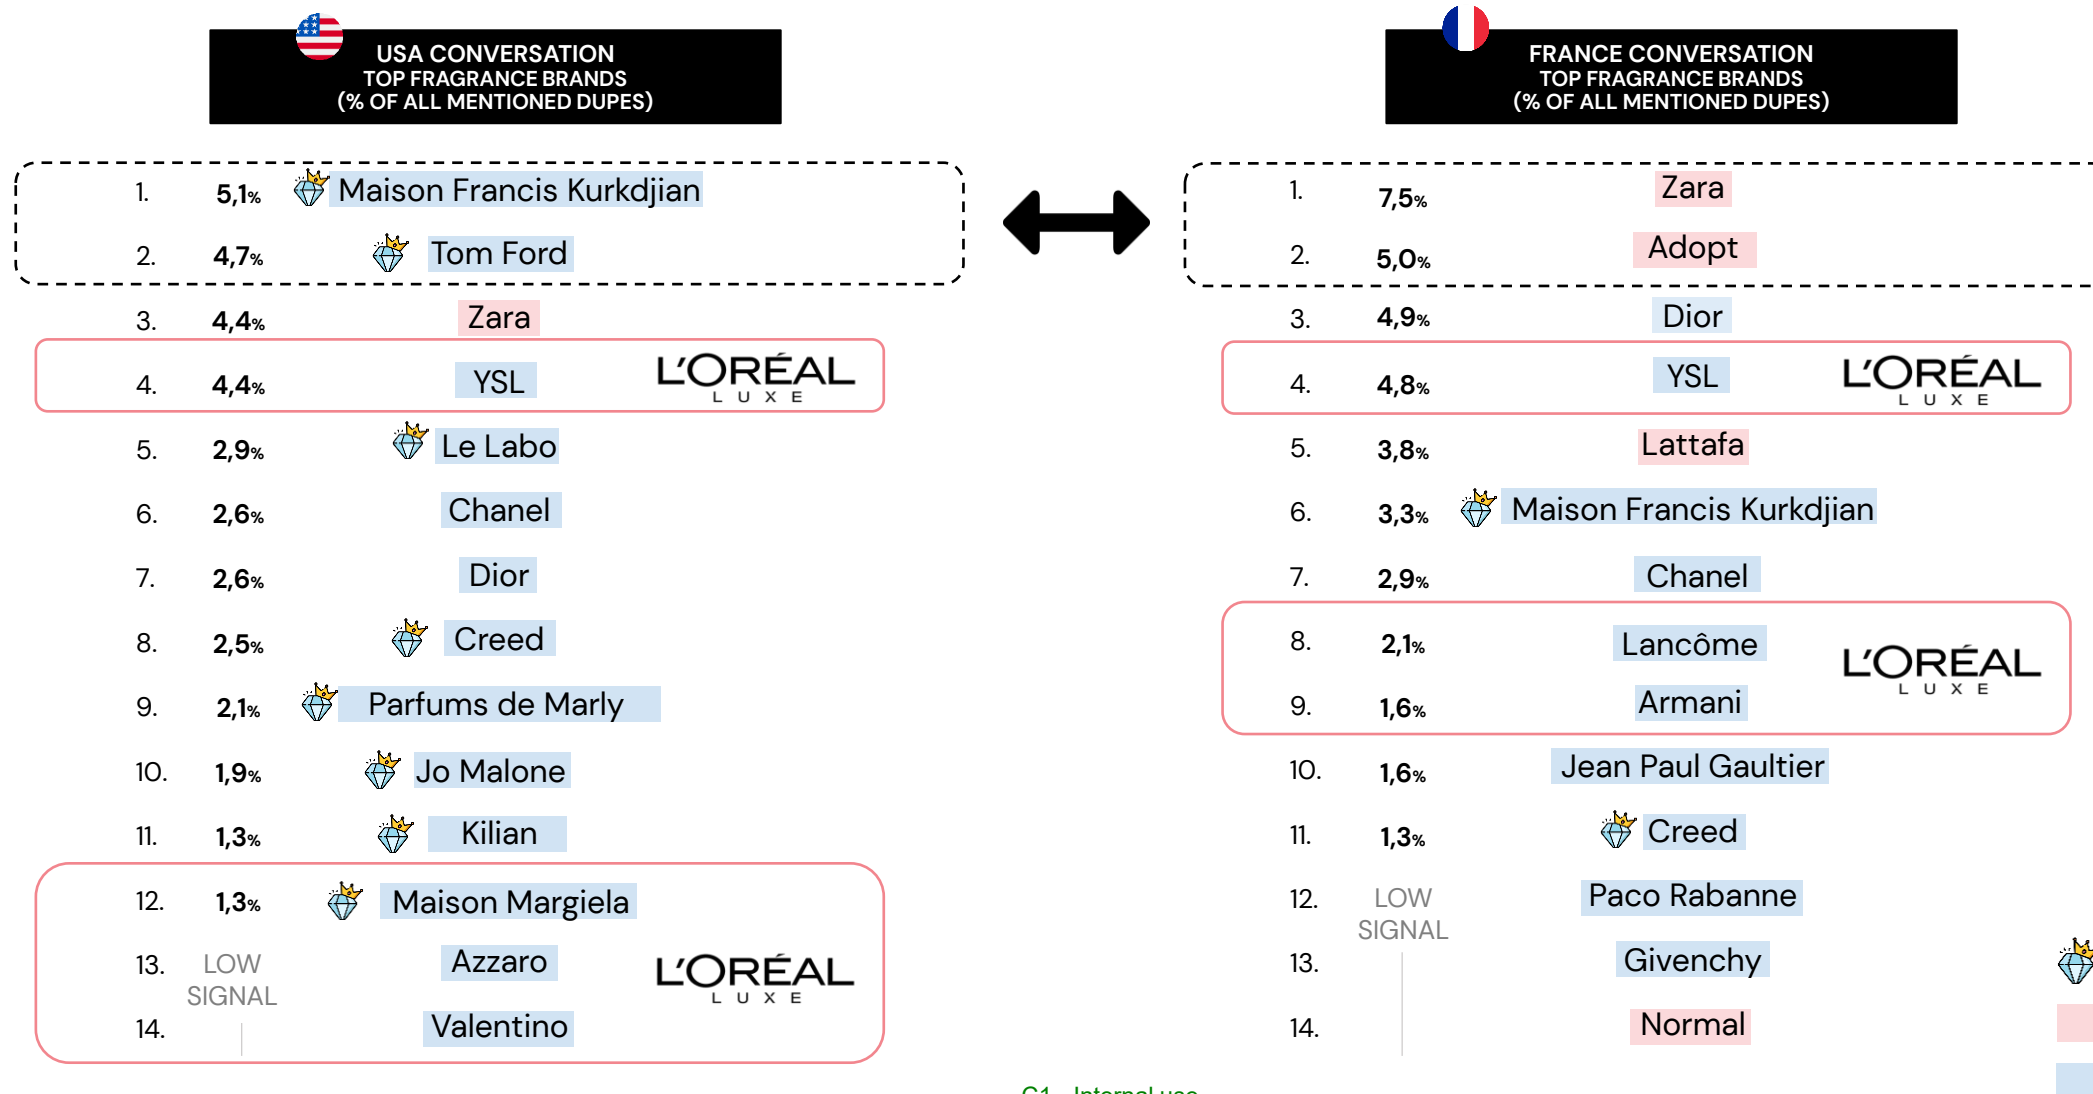 USA CONVERSATION
TOP FRAGRANCE BRANDS
(% OF ALL MENTIONED DUPES)
1. 5,1% Maison Francis Kurkdjian
2. 4,7% Tom Ford
3. 4,4% Zara
4. 4,4% YSL L'ORÉAL
LUXE
5. 2,9% Le Labo
6. 2,6% Chanel
7. 2,6% Dior
8. 2,5% Creed
9. 2,1% Parfums de Marly
10. 1,9% Jo Malone
11. 1,3% Kilian
12. 1,3% Maison Margiela
13. LOW SIGNAL Azzaro L'ORÉAL
LUXE
14. Valentino
FRANCE CONVERSATION
TOP FRAGRANCE BRANDS
(% OF ALL MENTIONED DUPES)
1. 7,5% Zara
2. 5,0% Adopt
3. 4,9% Dior
4. 4,8% YSL L'ORÉAL
LUXE
5. 3,8% Lattafa
6. 3,3% Maison Francis Kurkdjian
7. 2,9% Chanel
8. 2,1% Lancôme L'ORÉAL
LUXE
9. 1,6% Armani
10. 1,6% Jean Paul Gaultier
11. 1,3% Creed
12. LOW SIGNAL Paco Rabanne
13. Givenchy
14. Normal